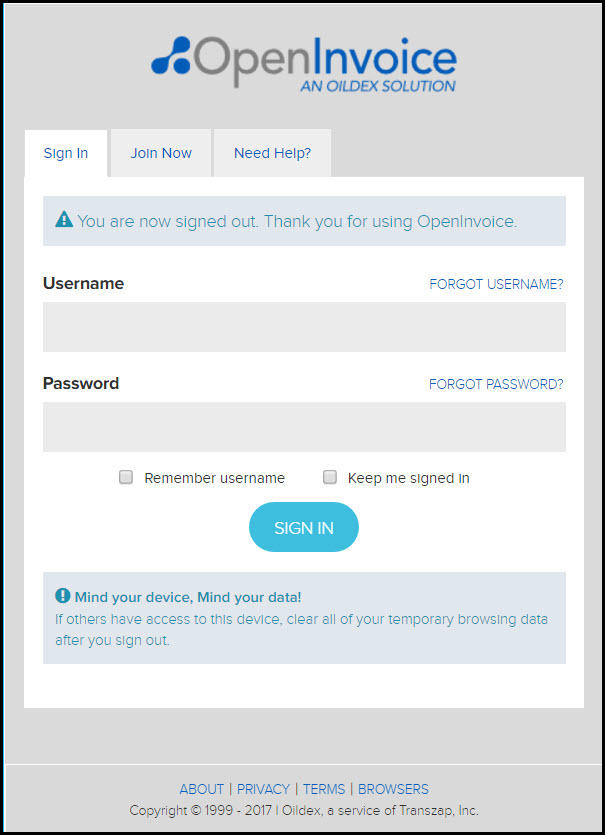 OpenInvoice
AN OILDEX SOLUTION
Sign In
Join Now
Need Help?
You are now signed out. Thank you for using OpenInvoice.
Username
FORGOT USERNAME?
Password
FORGOT PASSWORD?
Remember username
Keep me signed in
SIGN IN
Mind your device, Mind your data!
If others have access to this device, clear all of your temporary browsing data
after you sign out.
ABOUT | PRIVACY | TERMS | BROWSERS
Copyright © 1999 - 2017 | Oildex, a service of Transzap, Inc.